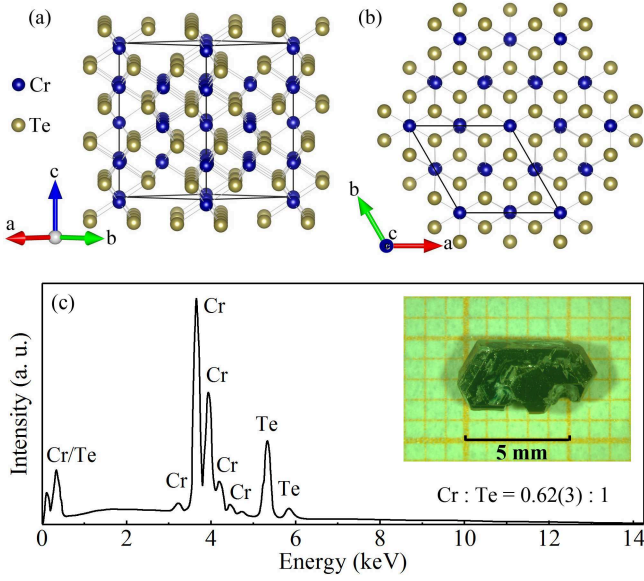 (a)
(b)
Cr
Te
c
a
b
b
c
a
(c)
Cr
Cr
Cr/Te
Te
Cr
Cr
Cr
Te
5 mm
Cr : Te = 0.62(3) : 1
Intensity (a. u.)
0
2
4
6
8
10
12
14
Energy (keV)